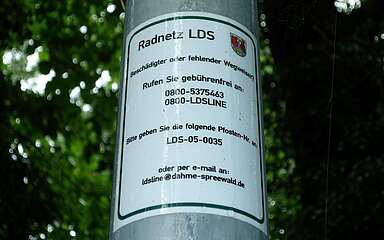 Radnetz LDS
Beschädigter oder fehlender Wegweiser?
Rufen Sie gebührenfrei an:
0800-5375463
0800-LDSLINE
Bitte geben Sie die folgende Pfosten-Nr. an:
LDS-05-0035
oder per e-mail an:
ldsline@dahme-spreewald.de